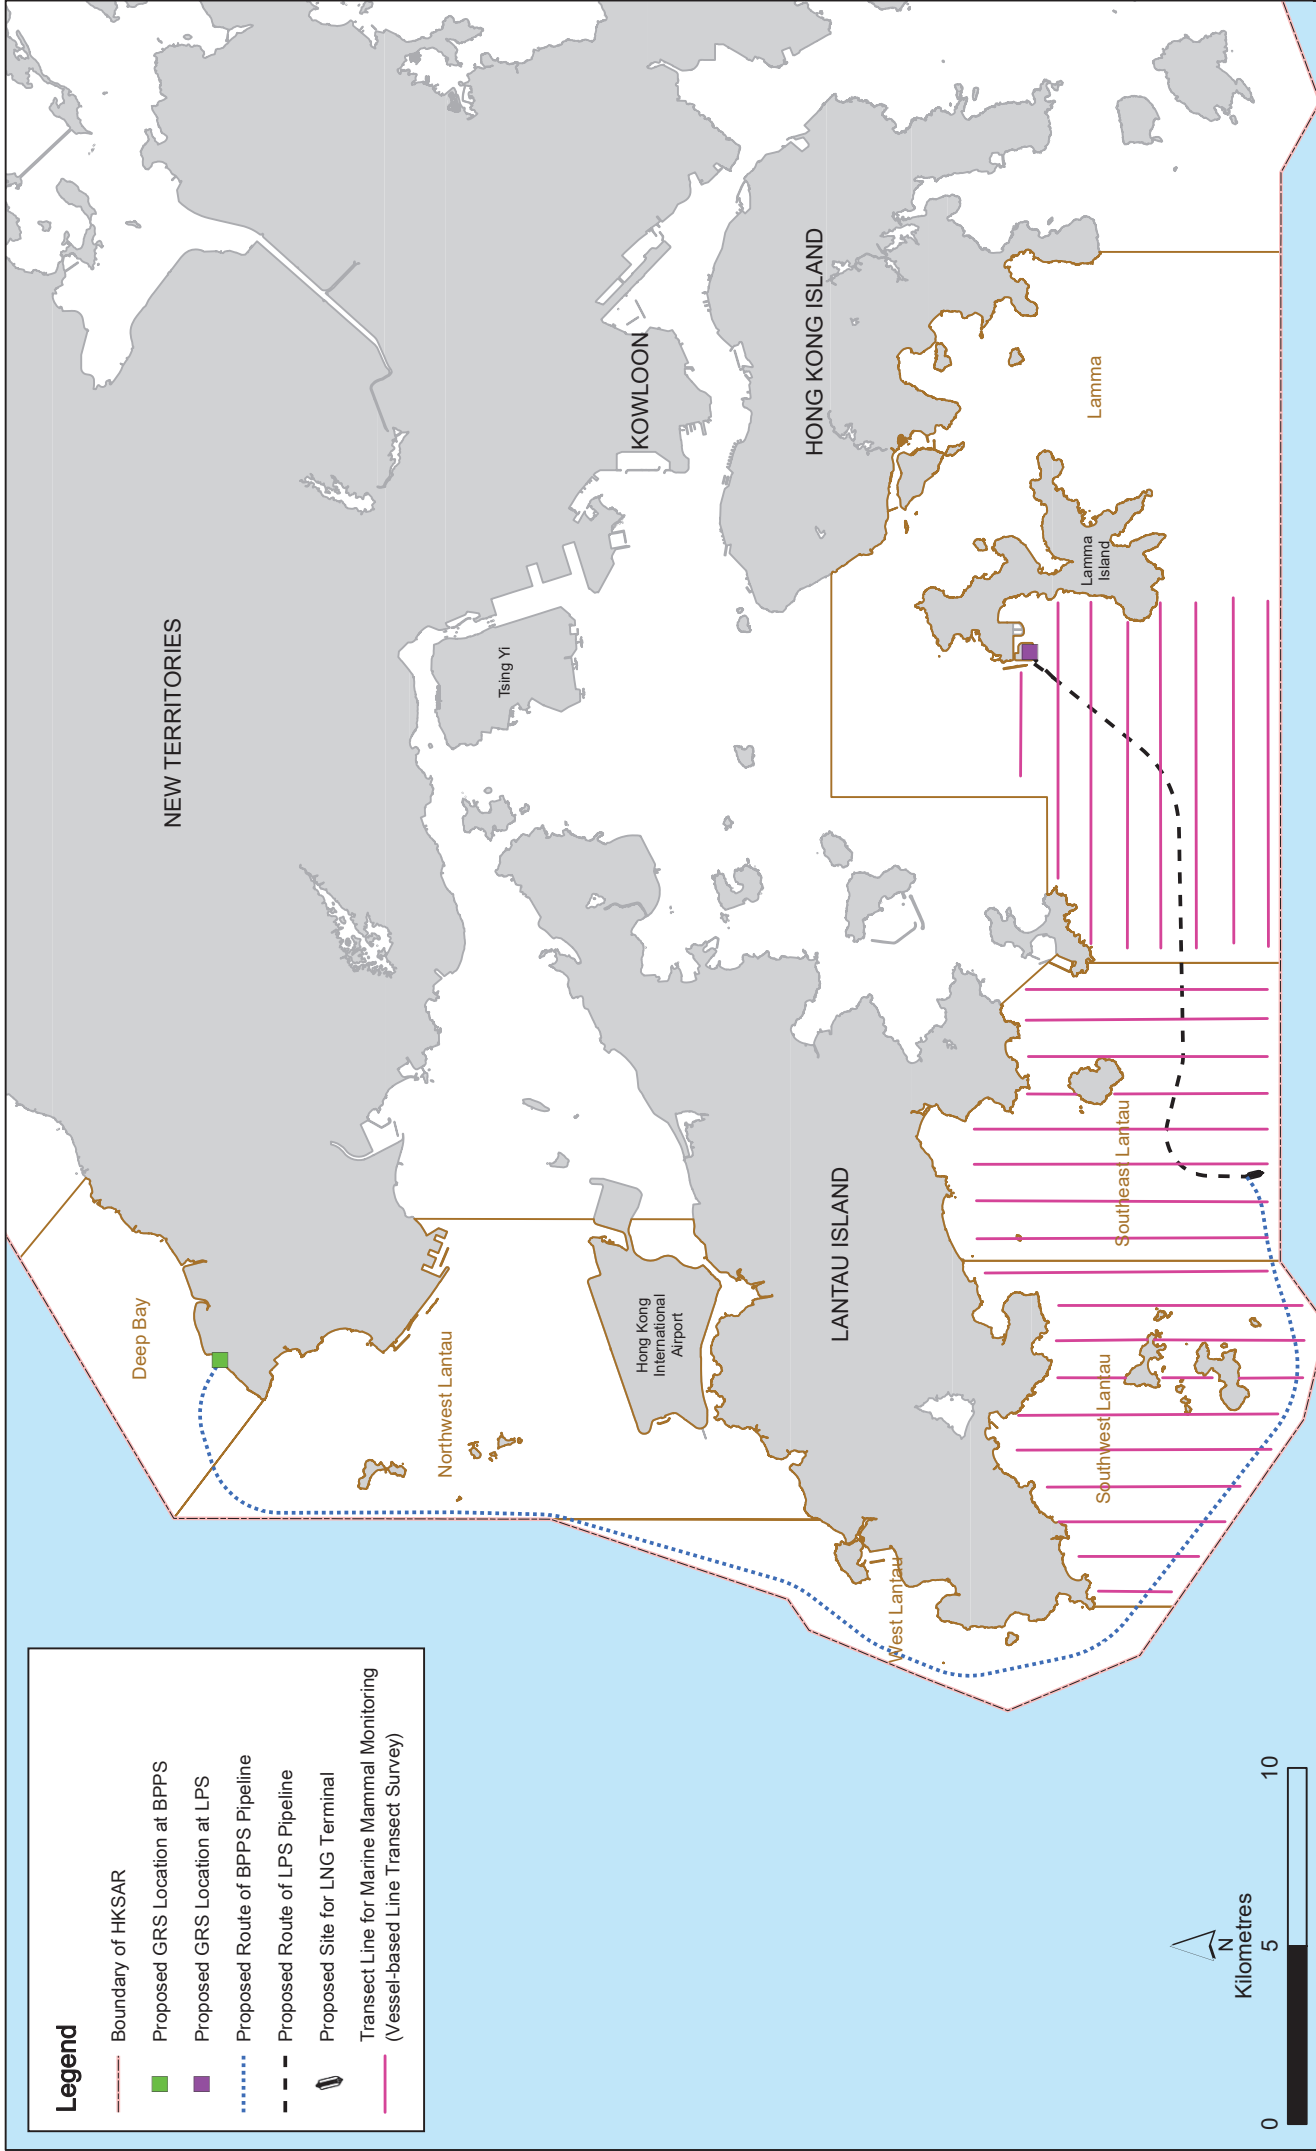 Legend
Boundary of HKSAR
Proposed GRS Location at BPPS
Proposed GRS Location at LPS
Proposed Route of BPPS Pipeline
Proposed Route of LPS Pipeline
Proposed Site for LNG Terminal
Transect Line for Marine Mammal Monitoring
(Vessel-based Line Transect Survey)
Deep Bay
NEW TERRITORIES
Northwest Lantau
Tsing Yi
KOWLOON
Hong Kong
International
Airport
LANTAU ISLAND
HONG KONG ISLAND
West Lantau
Southwest Lantau
Southeast Lantau
Lamma
Island
Lamma
N
Kilometres
0
5
10